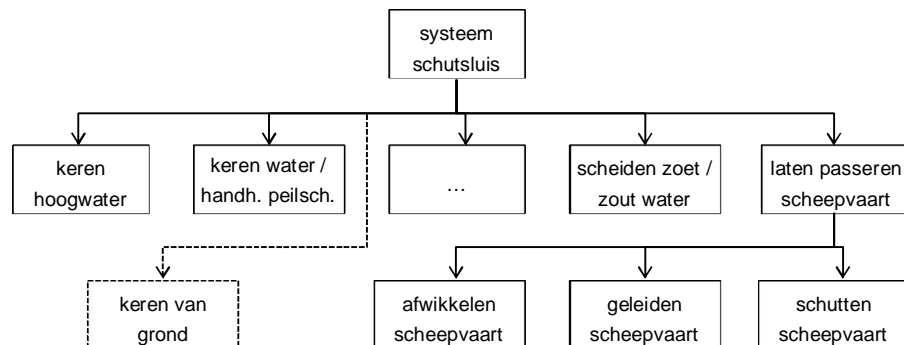 systeem
schutsluis
keren
hoogwater
keren water /
handh. peilsch.
...
scheiden zoet /
zout water
laten passeren
scheepvaart
keren van
grond
afwikkelen
scheepvaart
geleiden
scheepvaart
schutten
scheepvaart